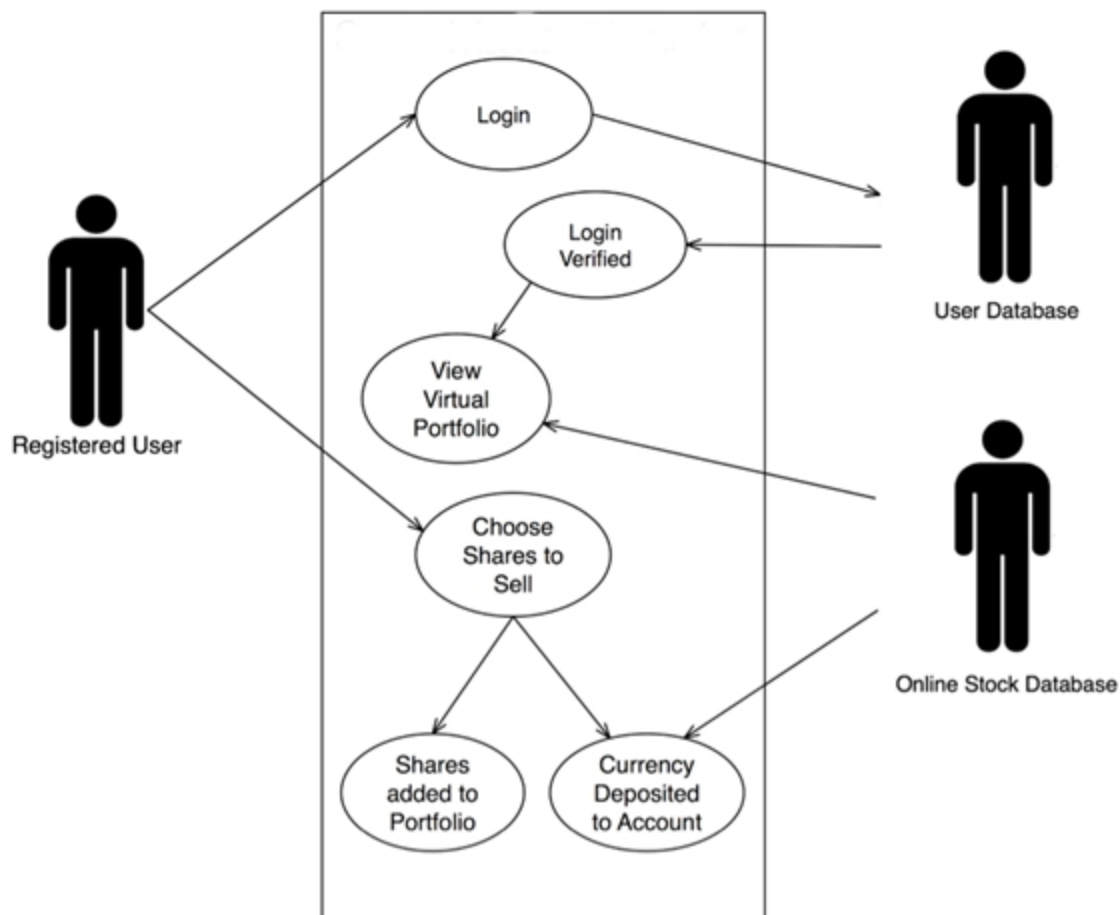 Login
Login
Verified
User Database
View
Virtual
Portfolio
Registered User
Choose
Shares to
Sell
Online Stock Database
Shares
added to
Portfolio
Currency
Deposited
to Account